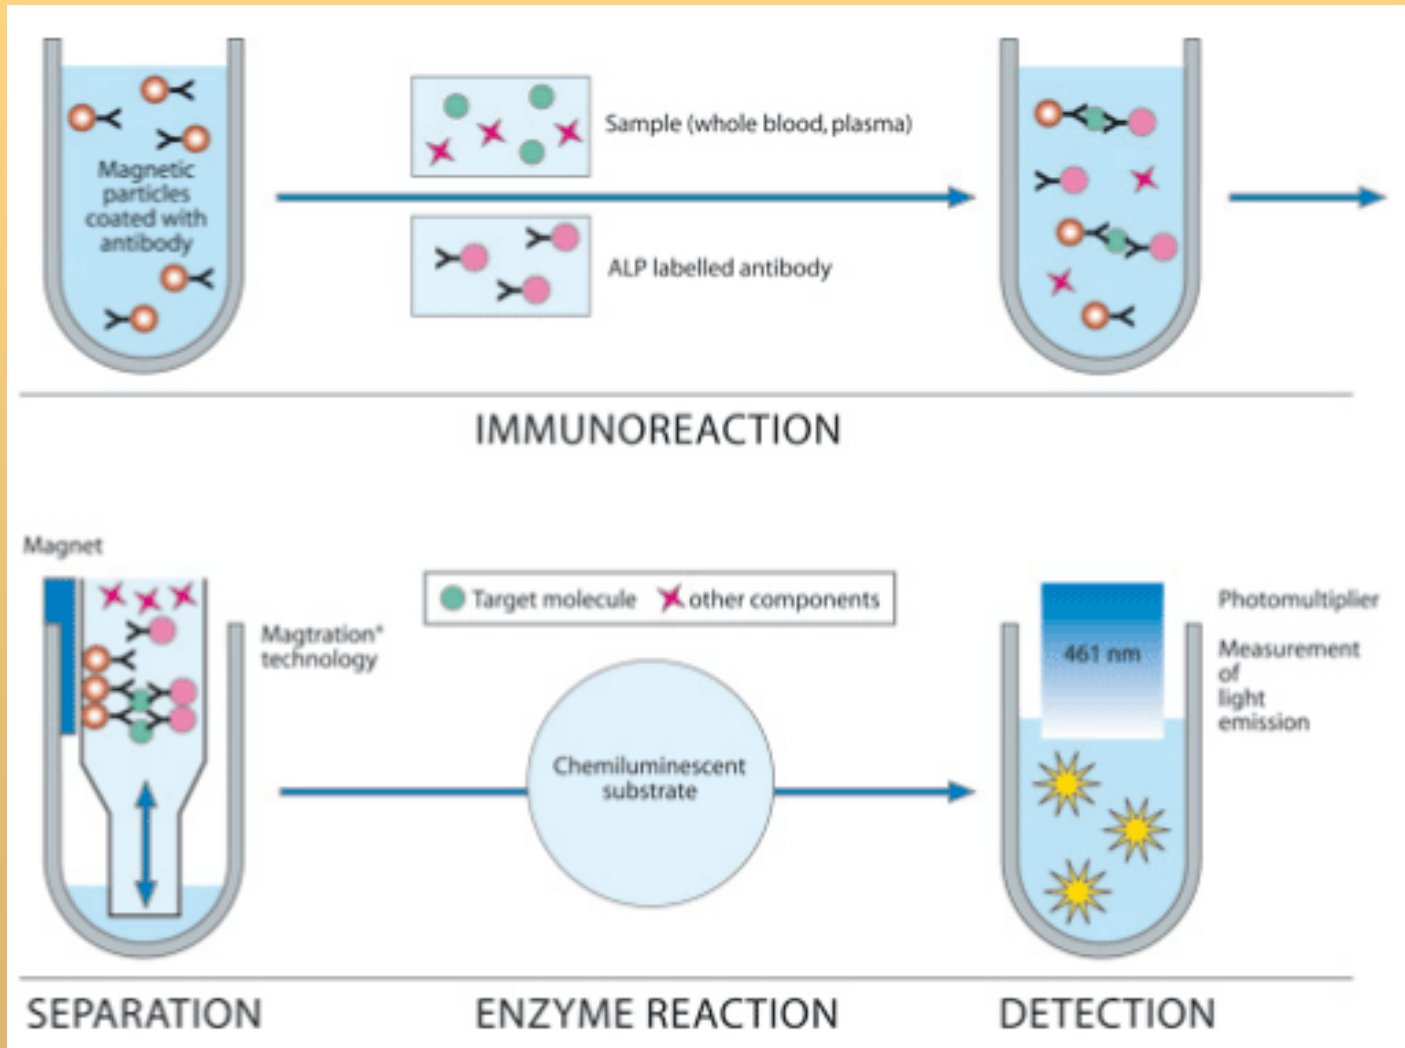 Magnetic
particles
coated with
antibody
Sample (whole blood, plasma)
ALP labelled antibody
IMMUNOREACTION
Magnet
Magtration®
technology
Target molecule
other components
Chemiluminescent
substrate
461 nm
Photomultiplier
Measurement
of
light
emission
SEPARATION
ENZYME REACTION
DETECTION